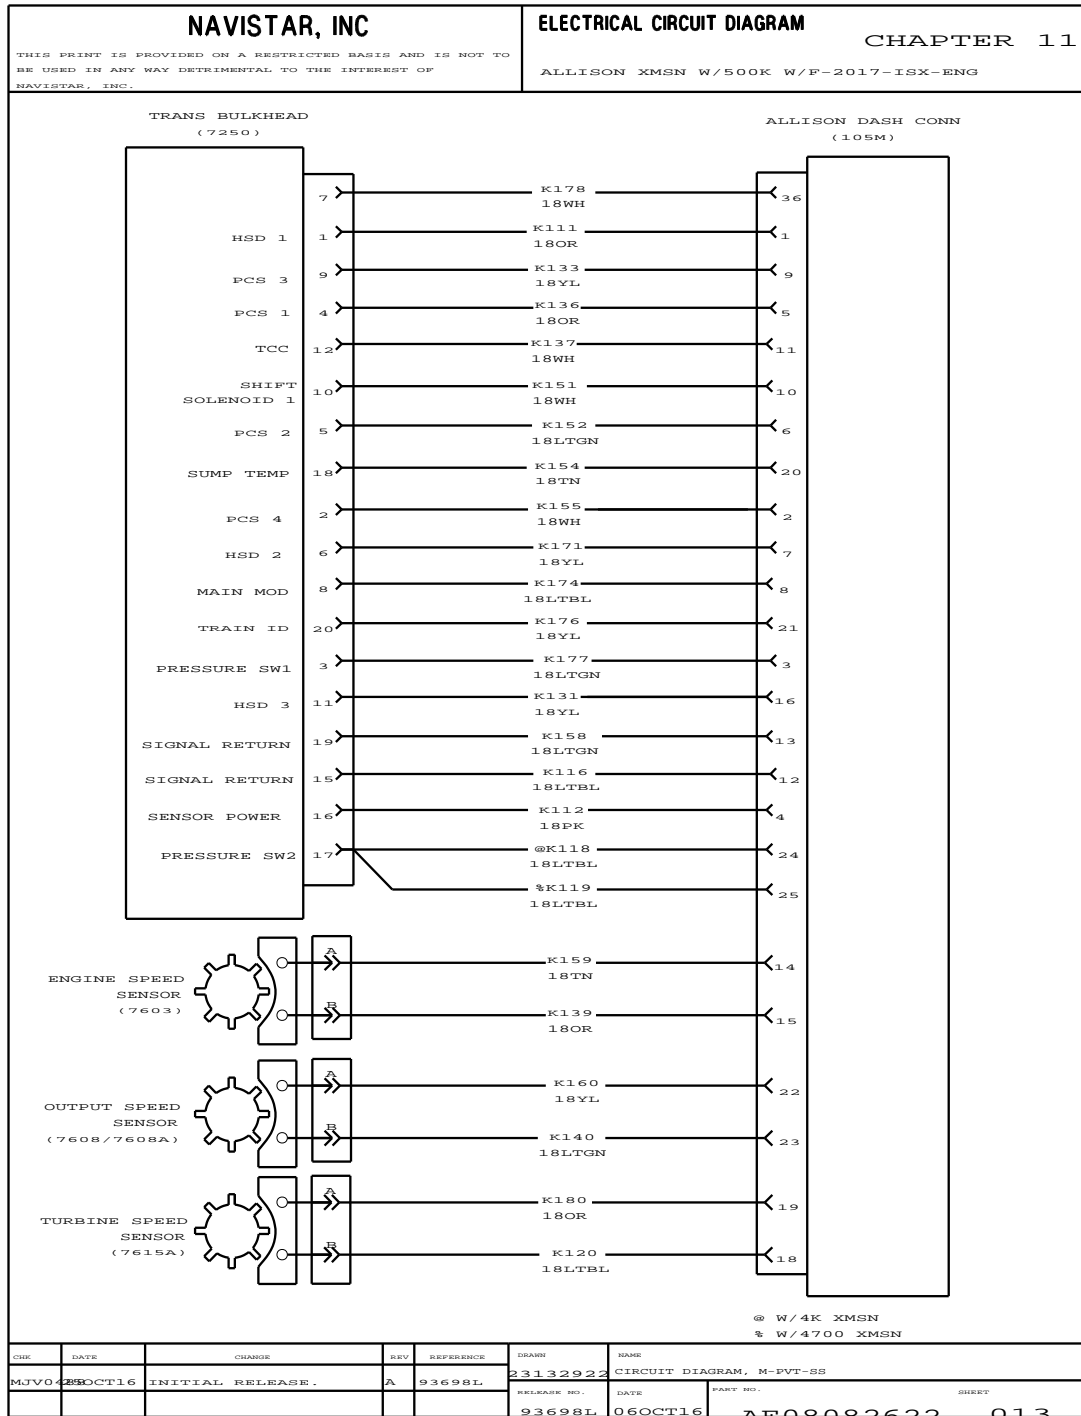 NAVISTAR, INC
THIS PRINT IS PROVIDED ON A RESTRICTED BASIS AND IS NOT TO
BE USED IN ANY WAY DETRIMENTAL TO THE INTEREST OF
NAVISTAR, INC.
ELECTRICAL CIRCUIT DIAGRAM
CHAPTER 11
ALLISON XMSN W/500K W/F-2017-ISX-ENG
TRANS BULKHEAD
(7250)
ALLISON DASH CONN
(105M)
7 K178 36
18WH
HSD 1 1 K111 1
18OR
PCS 3 9 K133 9
18YL
PCS 1 4 K136 5
18OR
TCC 12 K137 11
18WH
SHIFT
SOLENOID 1 10 K151 10
18WH
PCS 2 5 K152 6
18LTGN
SUMP TEMP 18 K154 20
18TN
PCS 4 2 K155 2
18WH
HSD 2 6 K171 7
18YL
MAIN MOD 8 K174 8
18LTBL
TRAIN ID 20 K176 21
18YL
PRESSURE SW1 3 K177 3
18LTGN
HSD 3 11 K131 16
18YL
SIGNAL RETURN 19 K158 13
18LTGN
SIGNAL RETURN 15 K116 12
18LTBL
SENSOR POWER 16 K112 4
18PK
PRESSURE SW2 17 @K118 24
18LTBL
%K119 25
18LTBL
ENGINE SPEED
SENSOR
(7603)
A K159 14
18TN
B K139 15
18OR
OUTPUT SPEED
SENSOR
(7608/7608A)
A K160 22
18YL
B K140 23
18LTGN
TURBINE SPEED
SENSOR
(7615A)
A K180 19
18OR
B K120 18
18LTBL
@ W/4K XMSN
% W/4700 XMSN
CHK DATE CHANGE REV REFERENCE DRAWN NAME
INITIAL RELEASE. A 93698L 23132922 CIRCUIT DIAGRAM, M-PVT-SS
RELEASE NO. DATE PART NO. SHEET
93698L 06OCT16 AE08082622 013